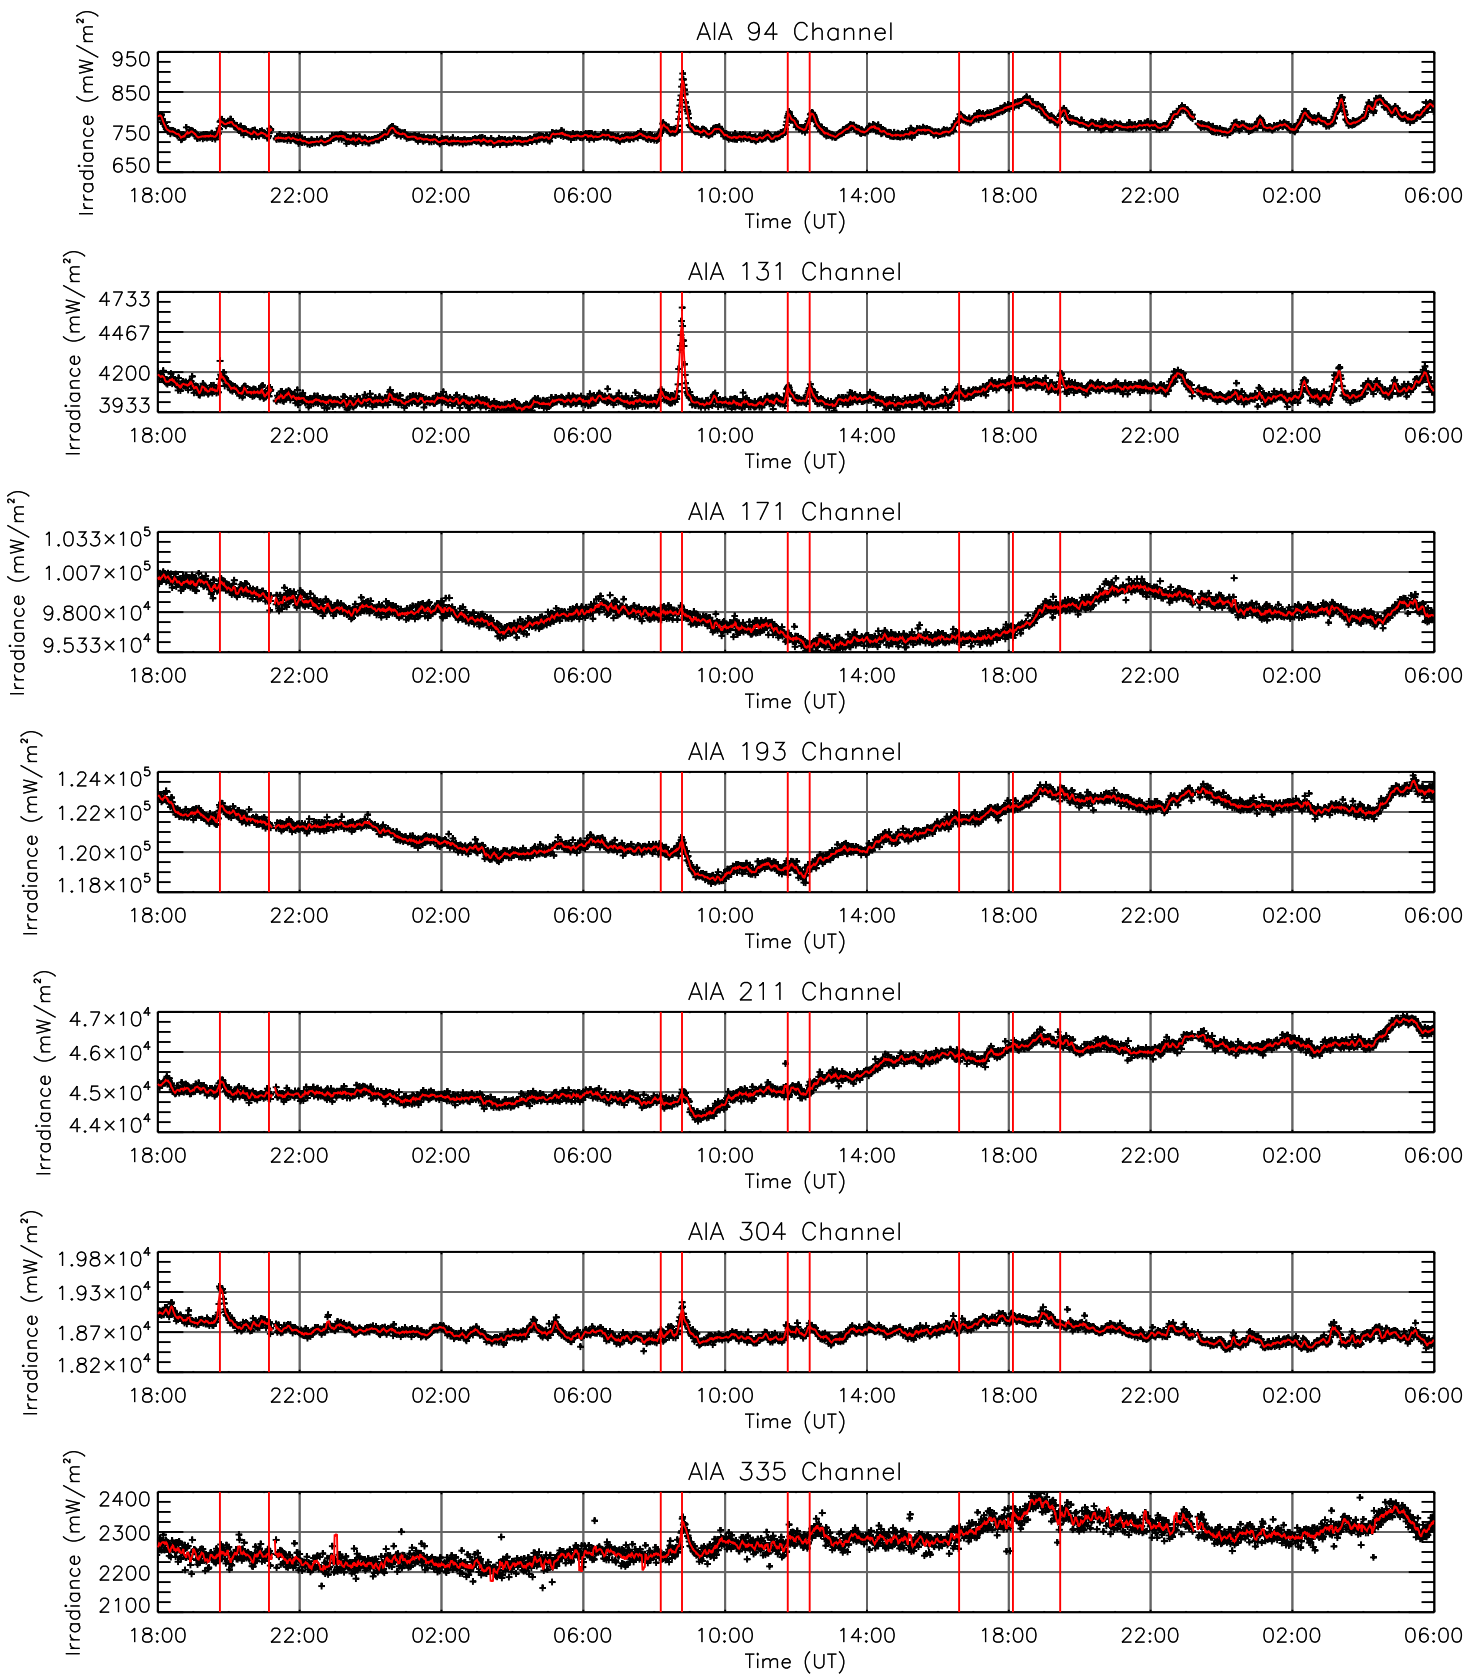 AIA 94 Channel
Irradiance (mW/m²)
950
850
750
650
18:00 22:00 02:00 06:00 10:00 14:00 18:00 22:00 02:00 06:00
Time (UT)
AIA 131 Channel
Irradiance (mW/m²)
4733
4467
4200
3933
18:00 22:00 02:00 06:00 10:00 14:00 18:00 22:00 02:00 06:00
Time (UT)
AIA 171 Channel
Irradiance (mW/m²)
1.033×10⁵
1.007×10⁵
9.800×10⁴
9.533×10⁴
18:00 22:00 02:00 06:00 10:00 14:00 18:00 22:00 02:00 06:00
Time (UT)
AIA 193 Channel
Irradiance (mW/m²)
1.24×10⁵
1.22×10⁵
1.20×10⁵
1.18×10⁵
18:00 22:00 02:00 06:00 10:00 14:00 18:00 22:00 02:00 06:00
Time (UT)
AIA 211 Channel
Irradiance (mW/m²)
4.7×10⁴
4.6×10⁴
4.5×10⁴
4.4×10⁴
18:00 22:00 02:00 06:00 10:00 14:00 18:00 22:00 02:00 06:00
Time (UT)
AIA 304 Channel
Irradiance (mW/m²)
1.98×10⁴
1.93×10⁴
1.87×10⁴
1.82×10⁴
18:00 22:00 02:00 06:00 10:00 14:00 18:00 22:00 02:00 06:00
Time (UT)
AIA 335 Channel
Irradiance (mW/m²)
2400
2300
2200
2100
18:00 22:00 02:00 06:00 10:00 14:00 18:00 22:00 02:00 06:00
Time (UT)